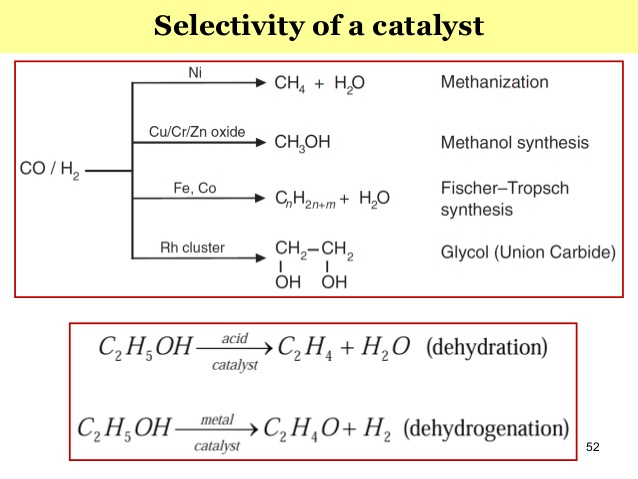 Selectivity of a catalyst
CO / H₂
Ni
CH₄ + H₂O
Methanization
Cu/Cr/Zn oxide
CH₃OH
Methanol synthesis
Fe, Co
CₙH₂ₙ₊ₘ + H₂O
Fischer–Tropsch
synthesis
Rh cluster
CH₂–CH₂
OH OH
Glycol (Union Carbide)
C₂H₅OH acid catalyst → C₂H₄ + H₂O (dehydration)
C₂H₅OH metal catalyst → C₂H₄O + H₂ (dehydrogenation)
52